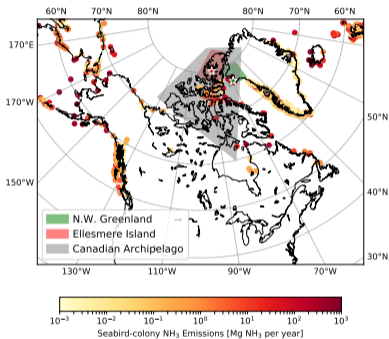 60°N 70°N 80°N 80°N 70°N 60°N
170°E
170°W
50°N
150°W
40°N
N.W. Greenland
Ellesmere Island
Canadian Archipelago
30°N
130°W 110°W 90°W 70°W
10⁻³ 10⁻² 10⁻¹ 10⁰ 10¹ 10² 10³
Seabird-colony NH₃ Emissions [Mg NH₃ per year]